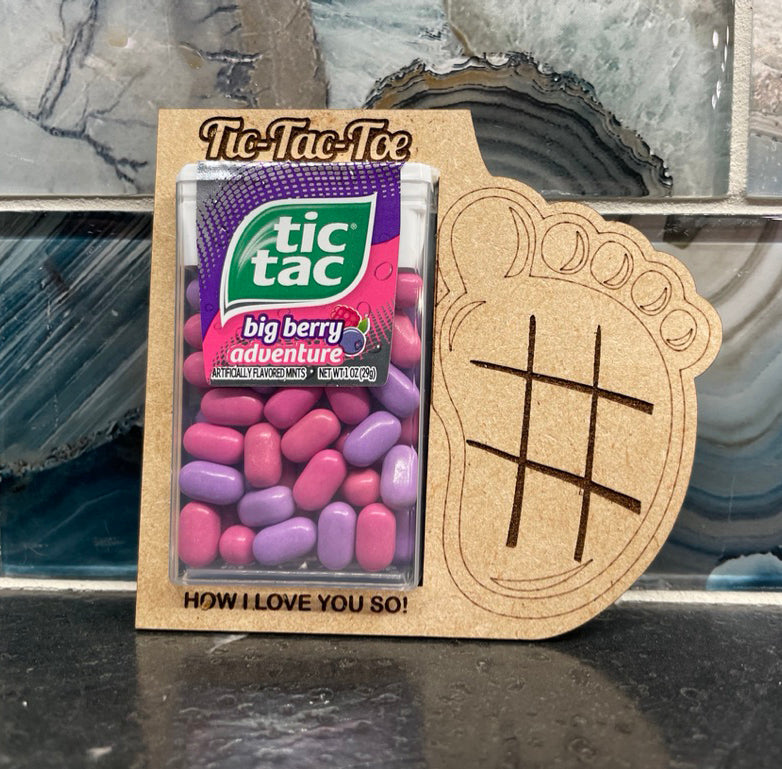 Tic-Tac-Toe
tic
tac®
big berry
adventure
ARTIFICIALLY FLAVORED MINTS • NET WT 1 OZ (29g)
HOW I LOVE YOU SO!